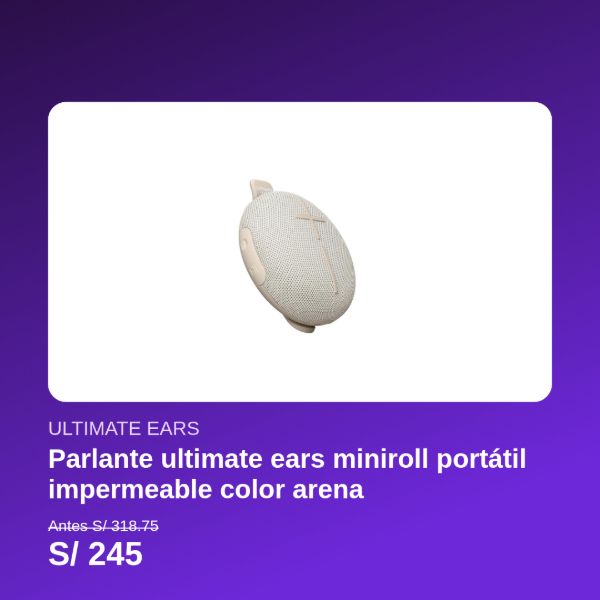 ULTIMATE EARS
Parlante ultimate ears miniroll portátil
impermeable color arena
Antes S/ 318.75
S/ 245